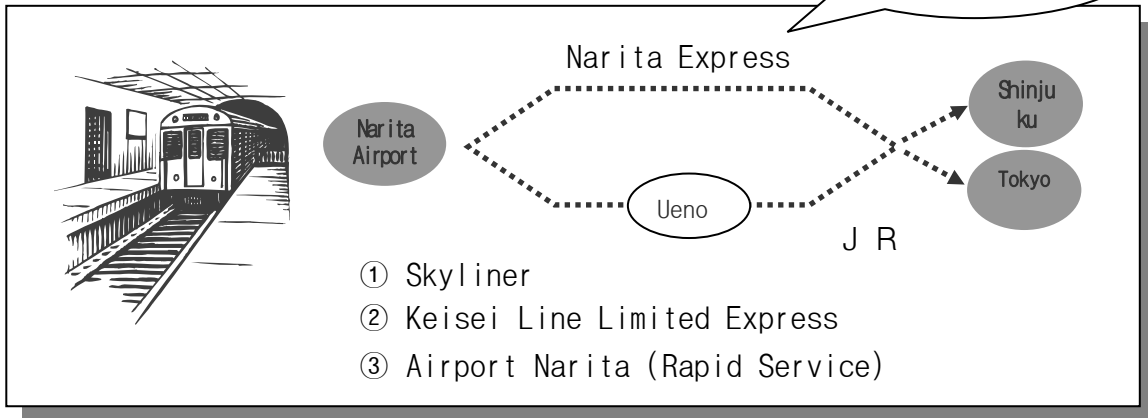 Narita Express
Narita
Airport
Shinju
ku
Tokyo
Ueno
J R
① Skyliner
② Keisei Line Limited Express
③ Airport Narita (Rapid Service)